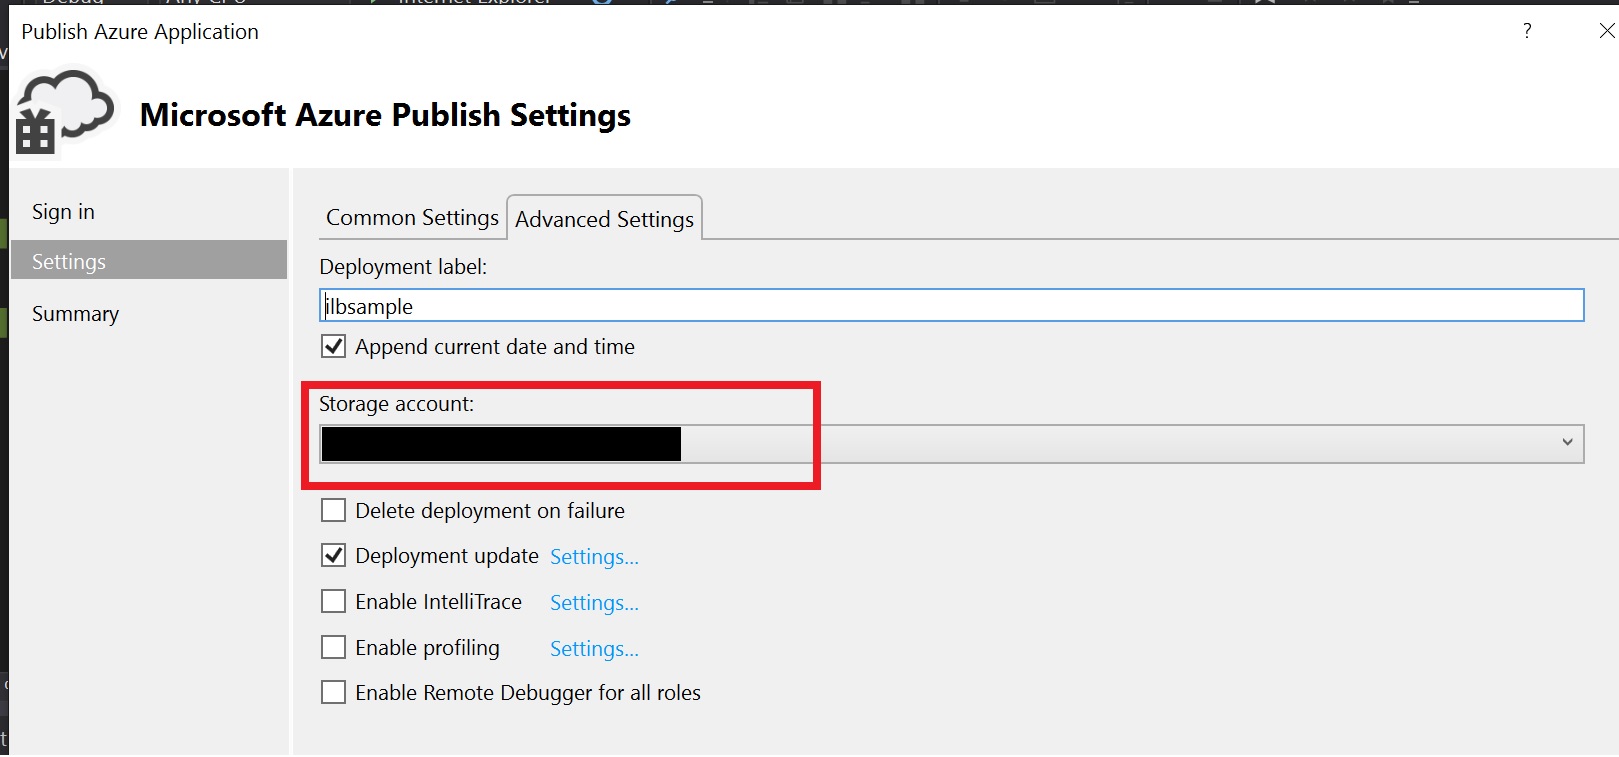 Publish Azure Application
?
Microsoft Azure Publish Settings
Sign in
Settings
Summary
Common Settings Advanced Settings
Deployment label:
ilbsample
Append current date and time
Storage account:
Delete deployment on failure
Deployment update Settings...
Enable IntelliTrace Settings...
Enable profiling Settings...
Enable Remote Debugger for all roles